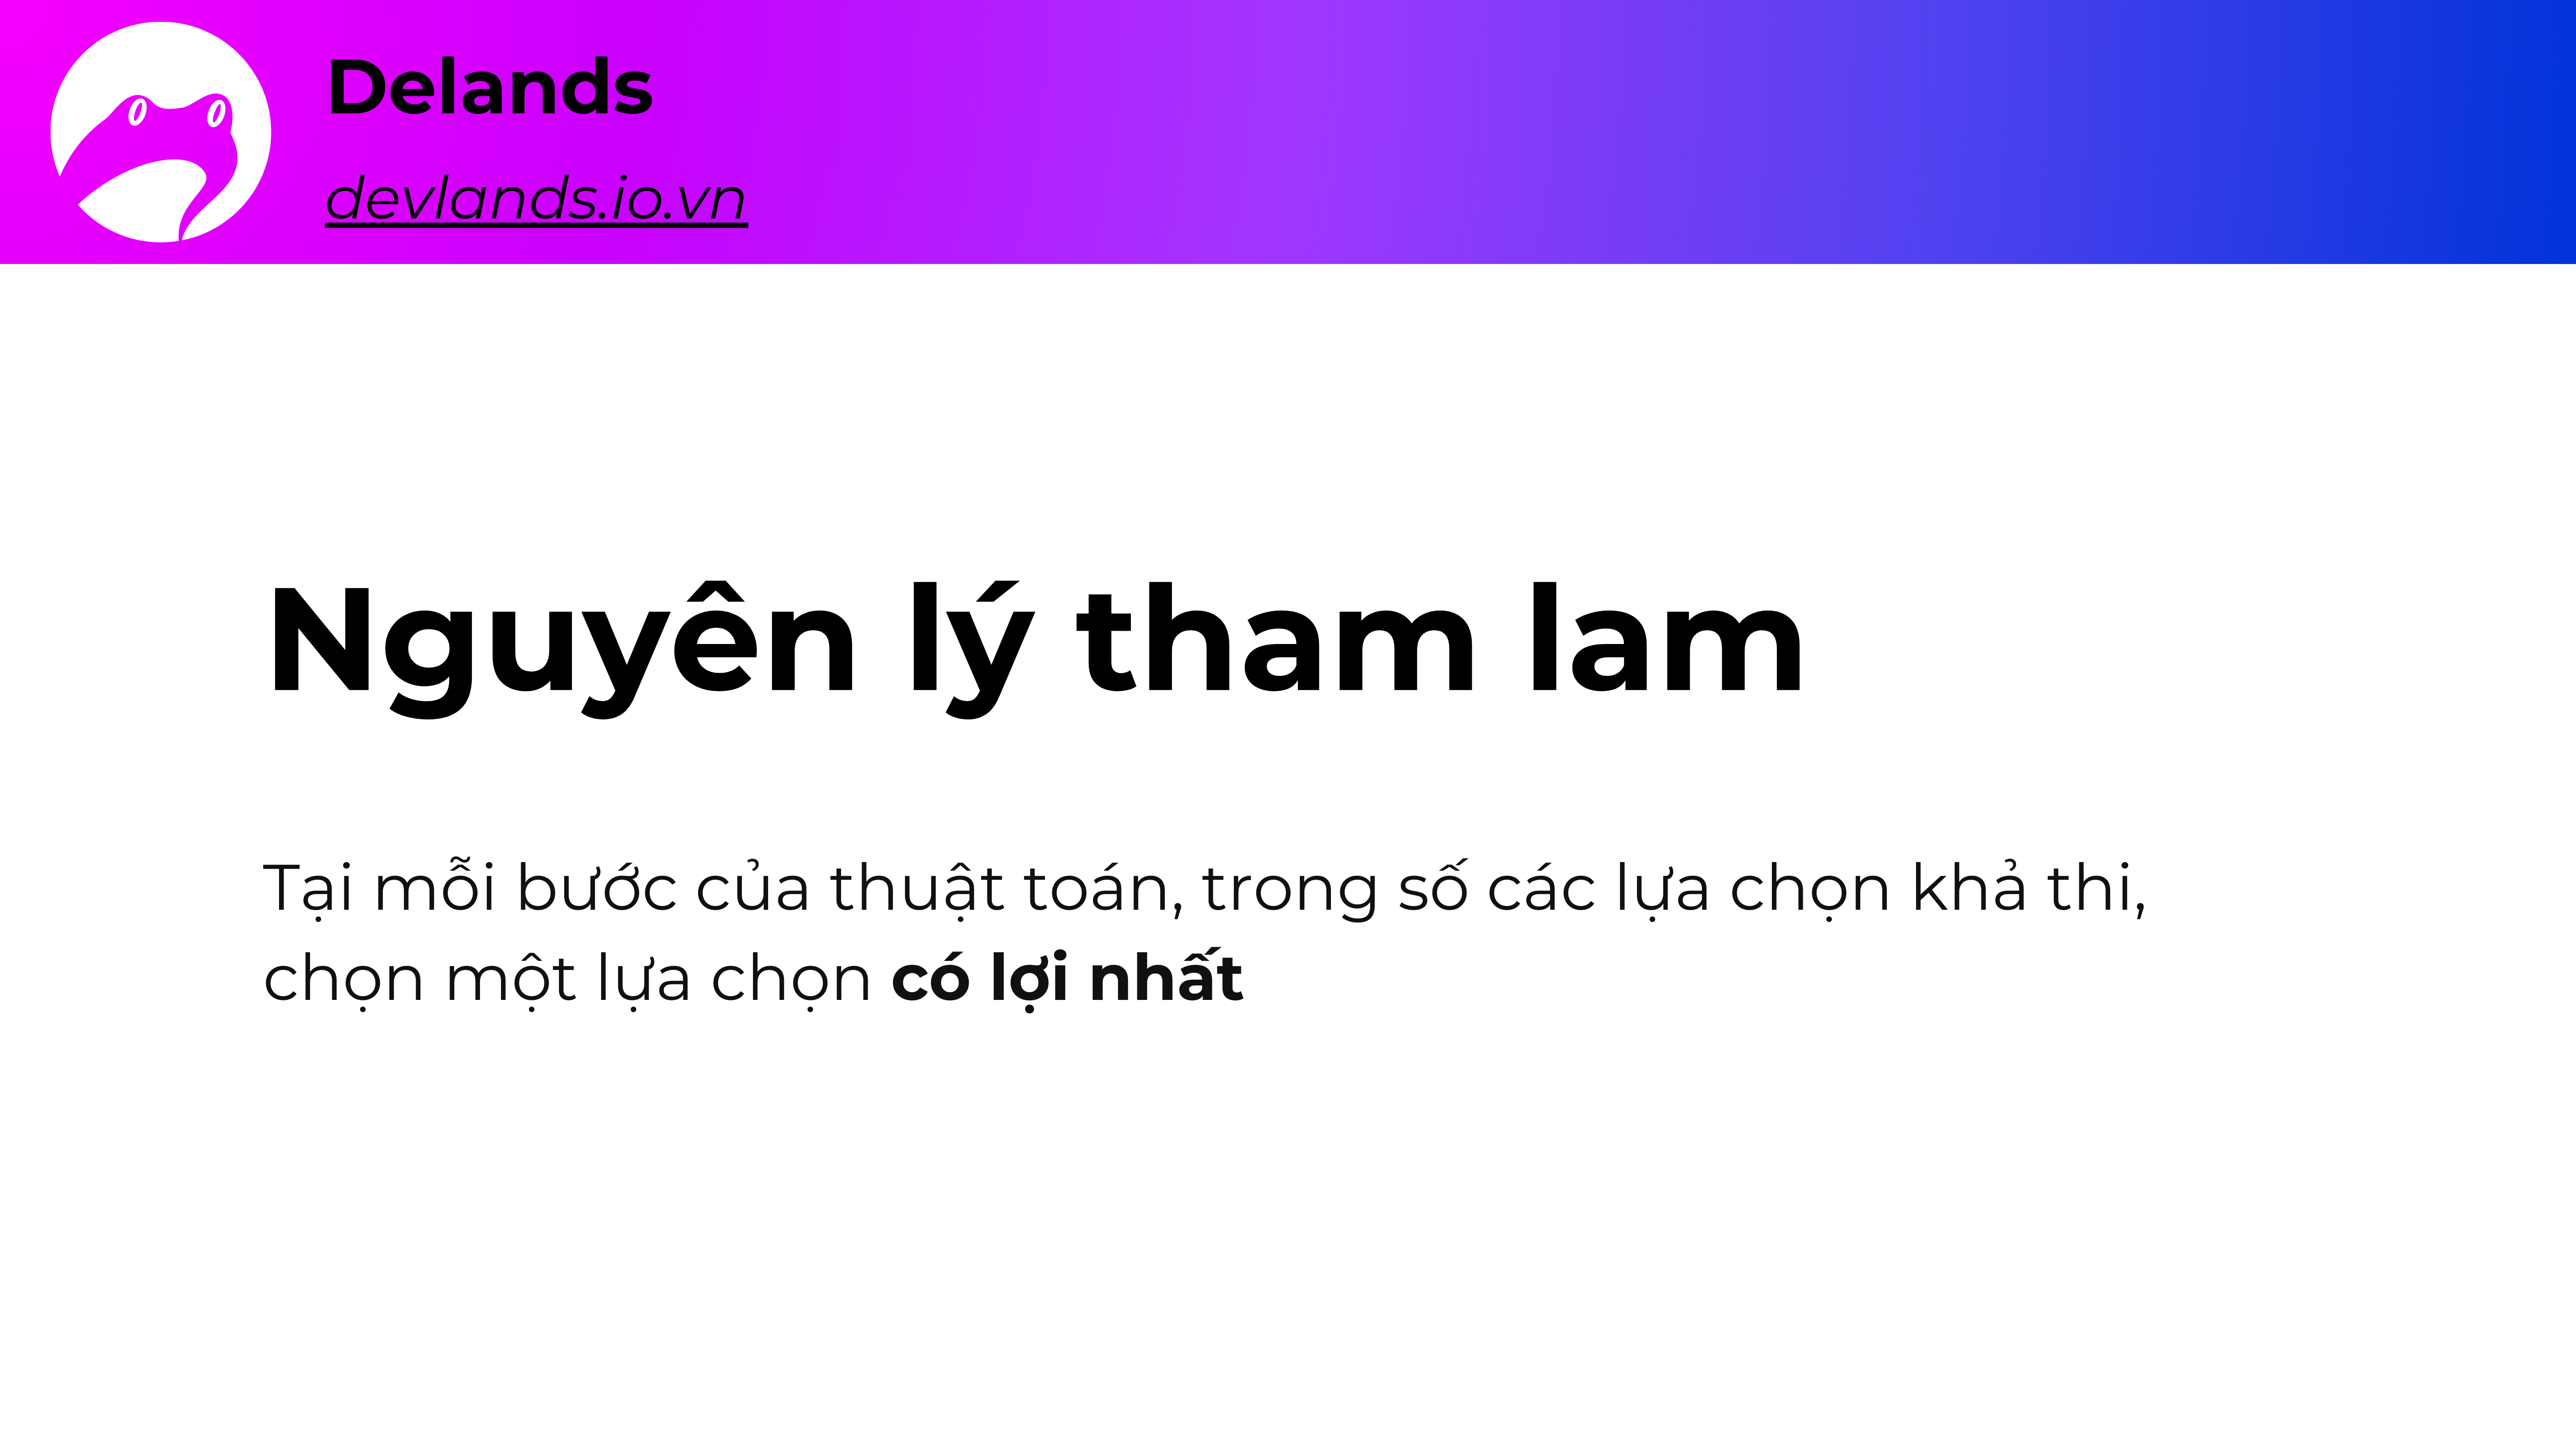 Delands
devlands.io.vn
Nguyên lý tham lam
Tại mỗi bước của thuật toán, trong số các lựa chọn khả thi,
chọn một lựa chọn có lợi nhất